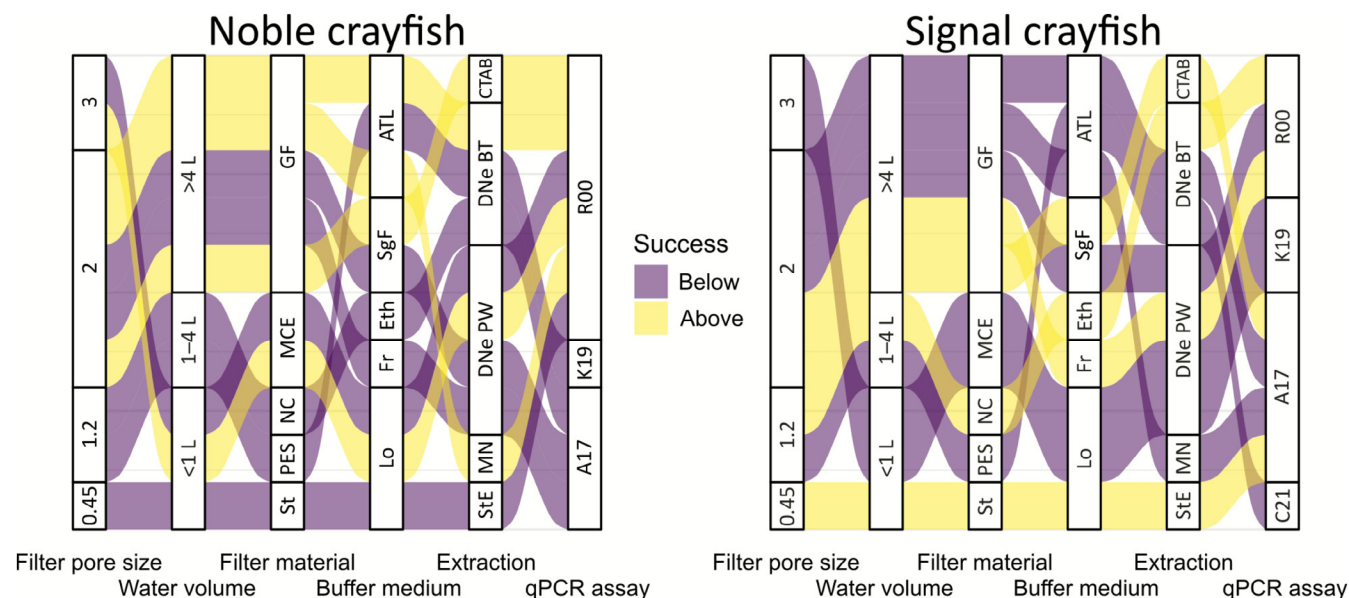 Noble crayfish
Signal crayfish
3
2
1.2
0.45
>4 L
1–4 L
<1 L
GF
MCE
NC
PES
St
ATL
SgF
Eth
Fr
Lo
CTAB
DNe BT
DNe PW
MN
StE
R00
K19
A17
Success
Below
Above
3
2
1.2
0.45
>4 L
1–4 L
<1 L
GF
MCE
NC
PES
St
ATL
SgF
Eth
Fr
Lo
CTAB
DNe BT
DNe PW
MN
StE
R00
K19
A17
C21
Filter pore size
Water volume
Filter material
Buffer medium
Extraction
qPCR assay
Filter pore size
Water volume
Filter material
Buffer medium
Extraction
qPCR assay